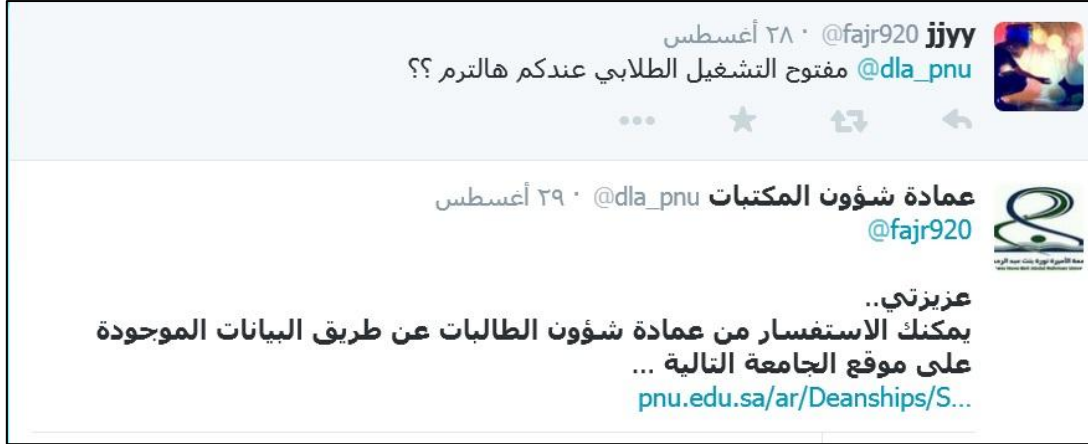 jjyy @fajr920 · ٢٨ أغسطس
@dla_pnu مفتوح التشغيل الطلابي عندكم هالترم ؟؟
عمادة شؤون المكتبات @dla_pnu · ٢٩ أغسطس
@fajr920
عزيزتي..
يمكنك الاستفسار من عمادة شؤون الطالبات عن طريق البيانات الموجودة
على موقع الجامعة التالية ...
pnu.edu.sa/ar/Deanships/S...